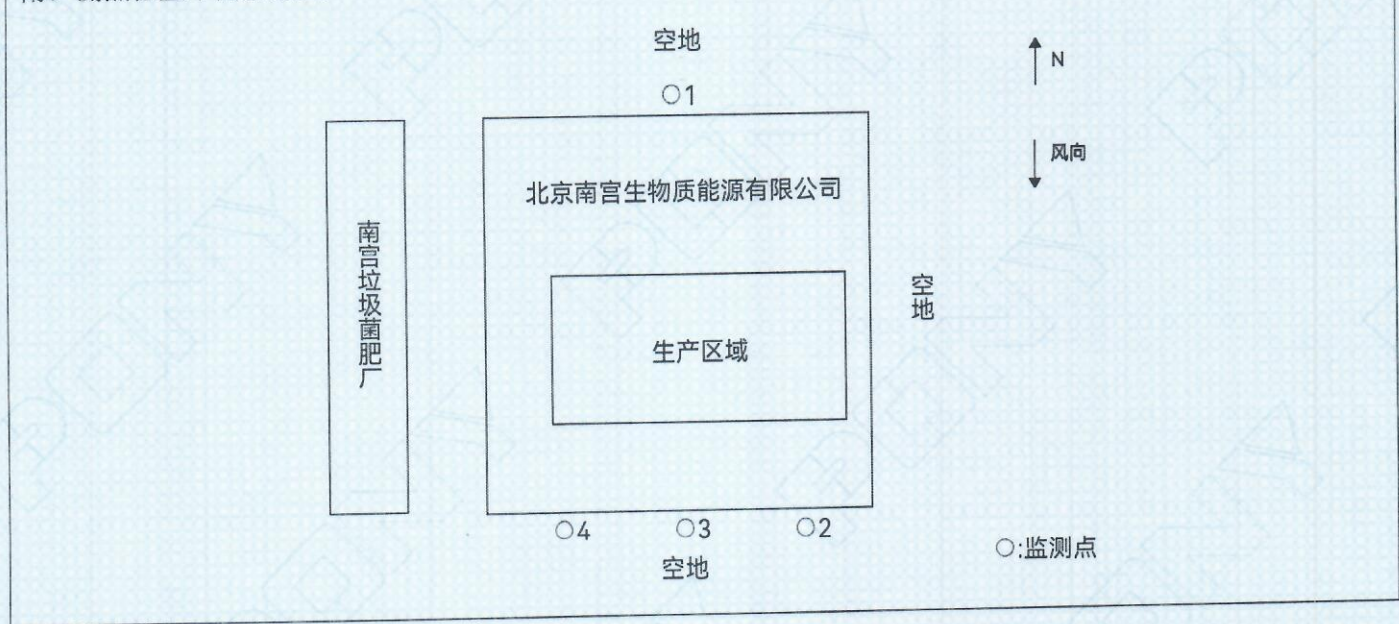 空地
○1
N
风向
北京南宫生物质能源有限公司
南宫垃圾菌肥厂
空地
生产区域
○4 ○3 ○2
空地
○:监测点